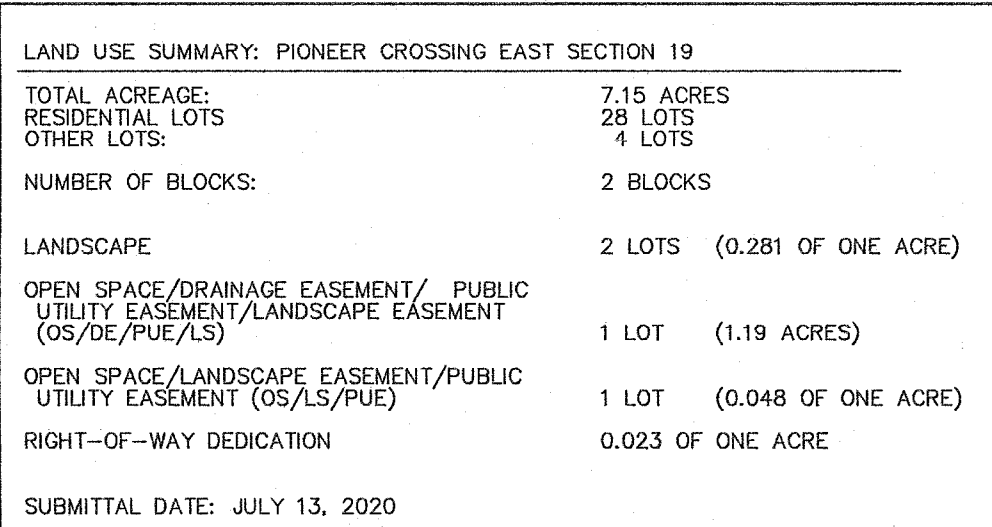 LAND USE SUMMARY: PIONEER CROSSING EAST SECTION 19
TOTAL ACREAGE: 7.15 ACRES
RESIDENTIAL LOTS 28 LOTS
OTHER LOTS: 4 LOTS
NUMBER OF BLOCKS: 2 BLOCKS
LANDSCAPE 2 LOTS (0.281 OF ONE ACRE)
OPEN SPACE/DRAINAGE EASEMENT/ PUBLIC
UTILITY EASEMENT/LANDSCAPE EASEMENT
(OS/DE/PUE/LS) 1 LOT (1.19 ACRES)
OPEN SPACE/LANDSCAPE EASEMENT/PUBLIC
UTILITY EASEMENT (OS/LS/PUE) 1 LOT (0.048 OF ONE ACRE)
RIGHT-OF-WAY DEDICATION 0.023 OF ONE ACRE
SUBMITTAL DATE: JULY 13, 2020